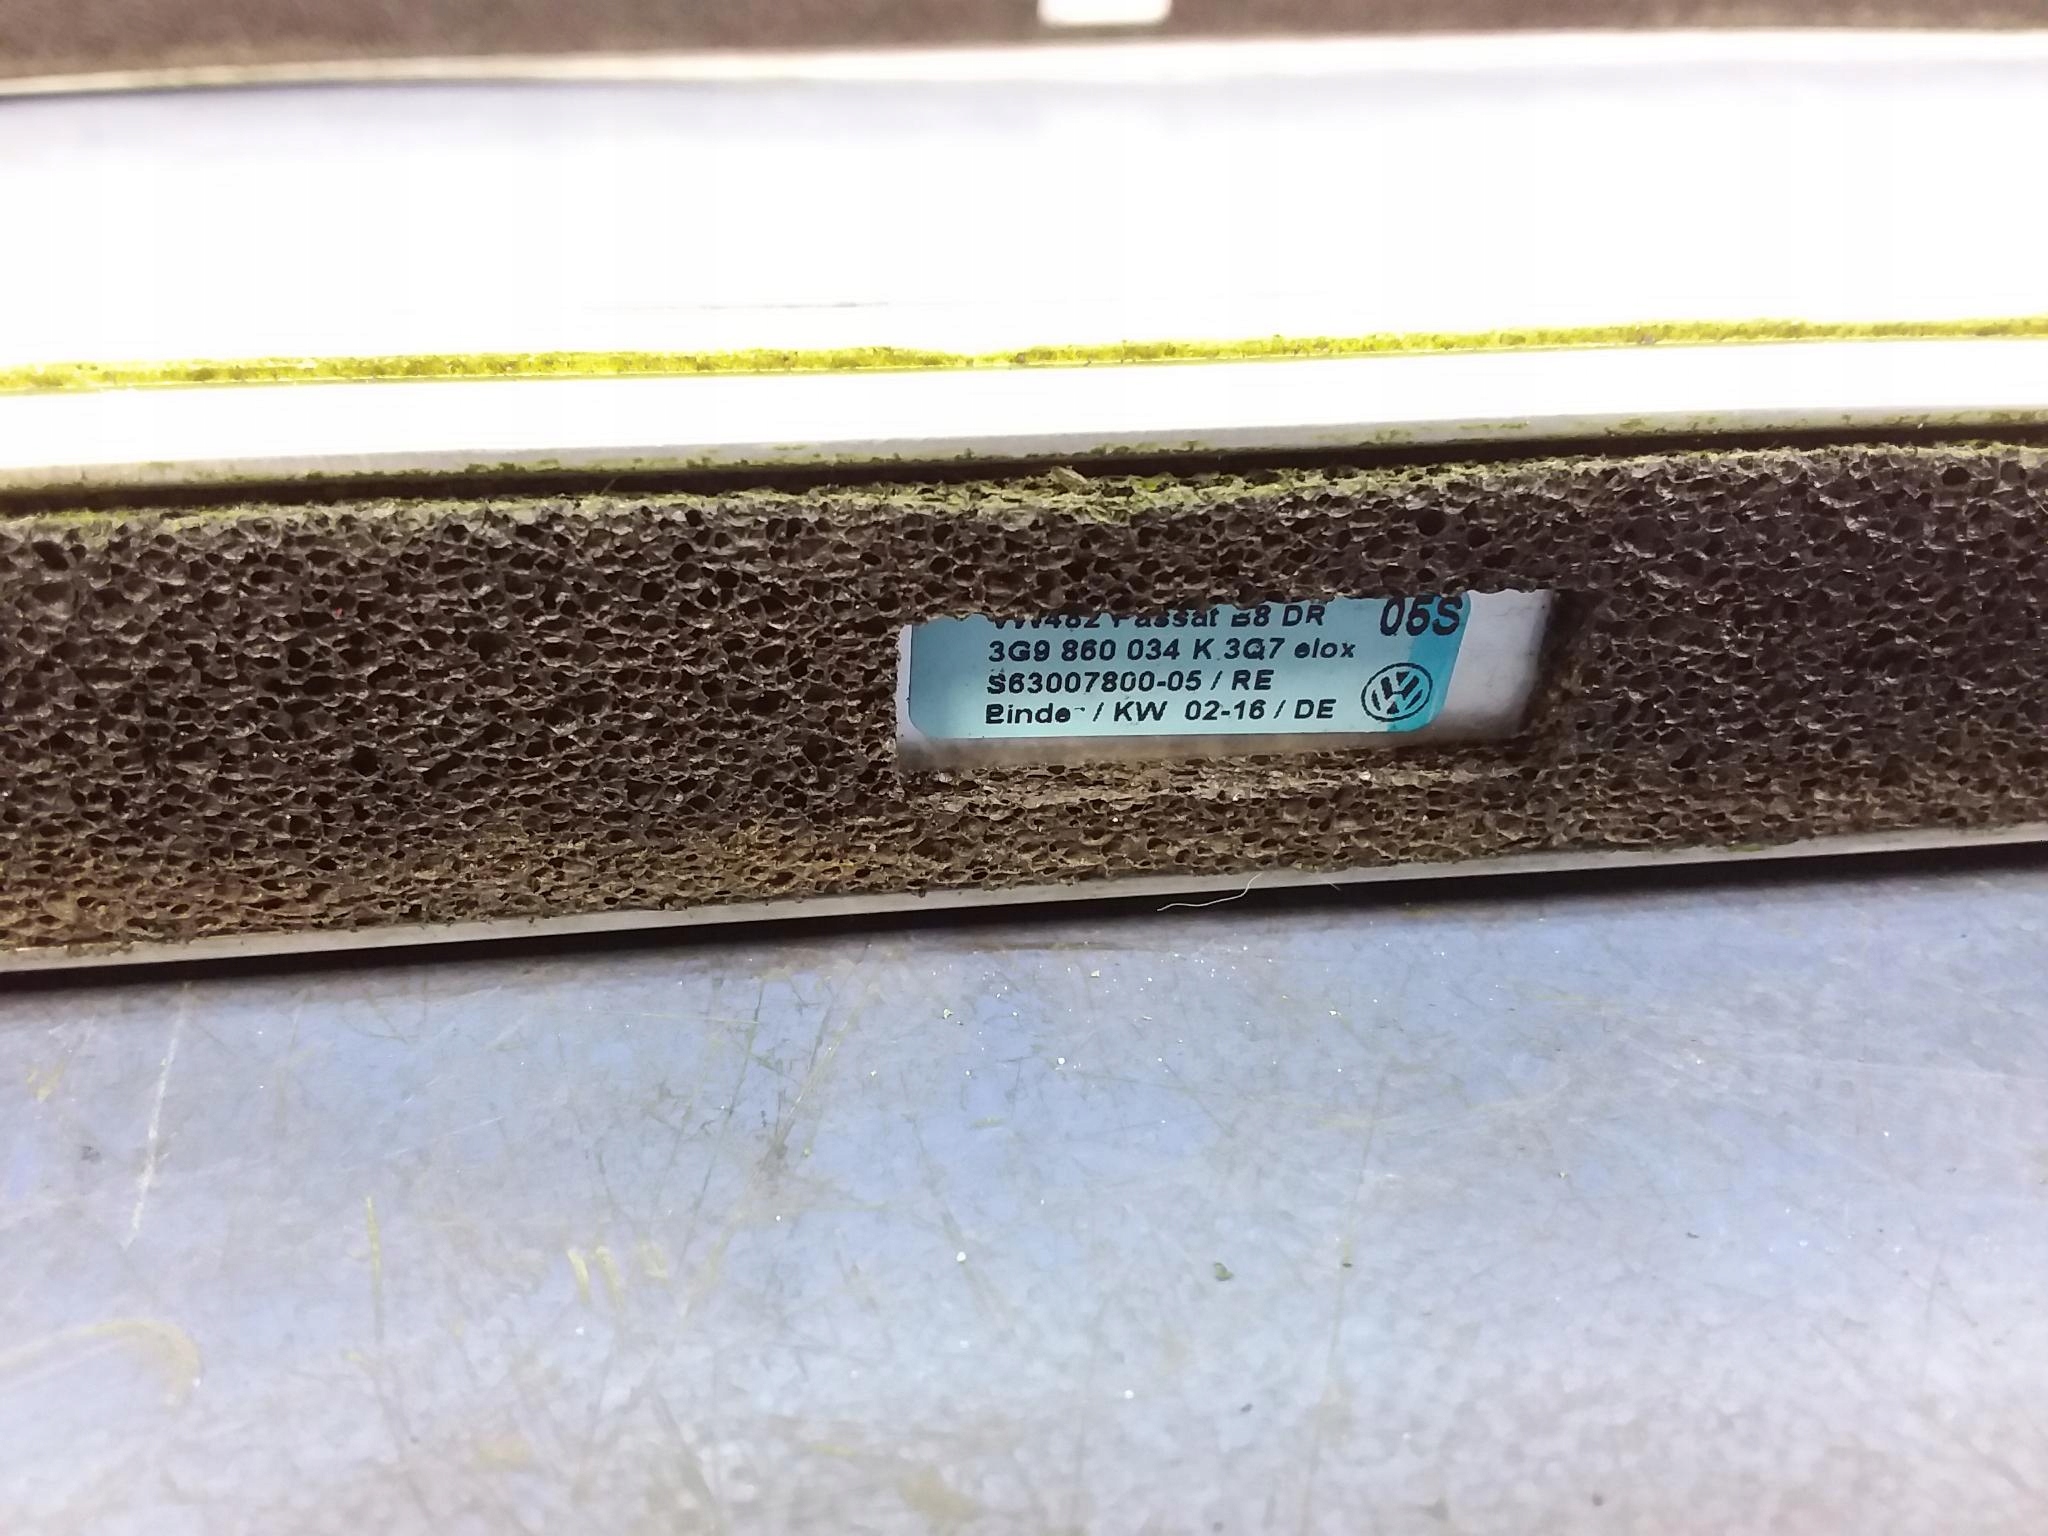 VW482 Passat B8 DR 05S
3G9 860 034 K 3Q7 elox
S63007800-05 / RE
Binder / KW 02-16 / DE